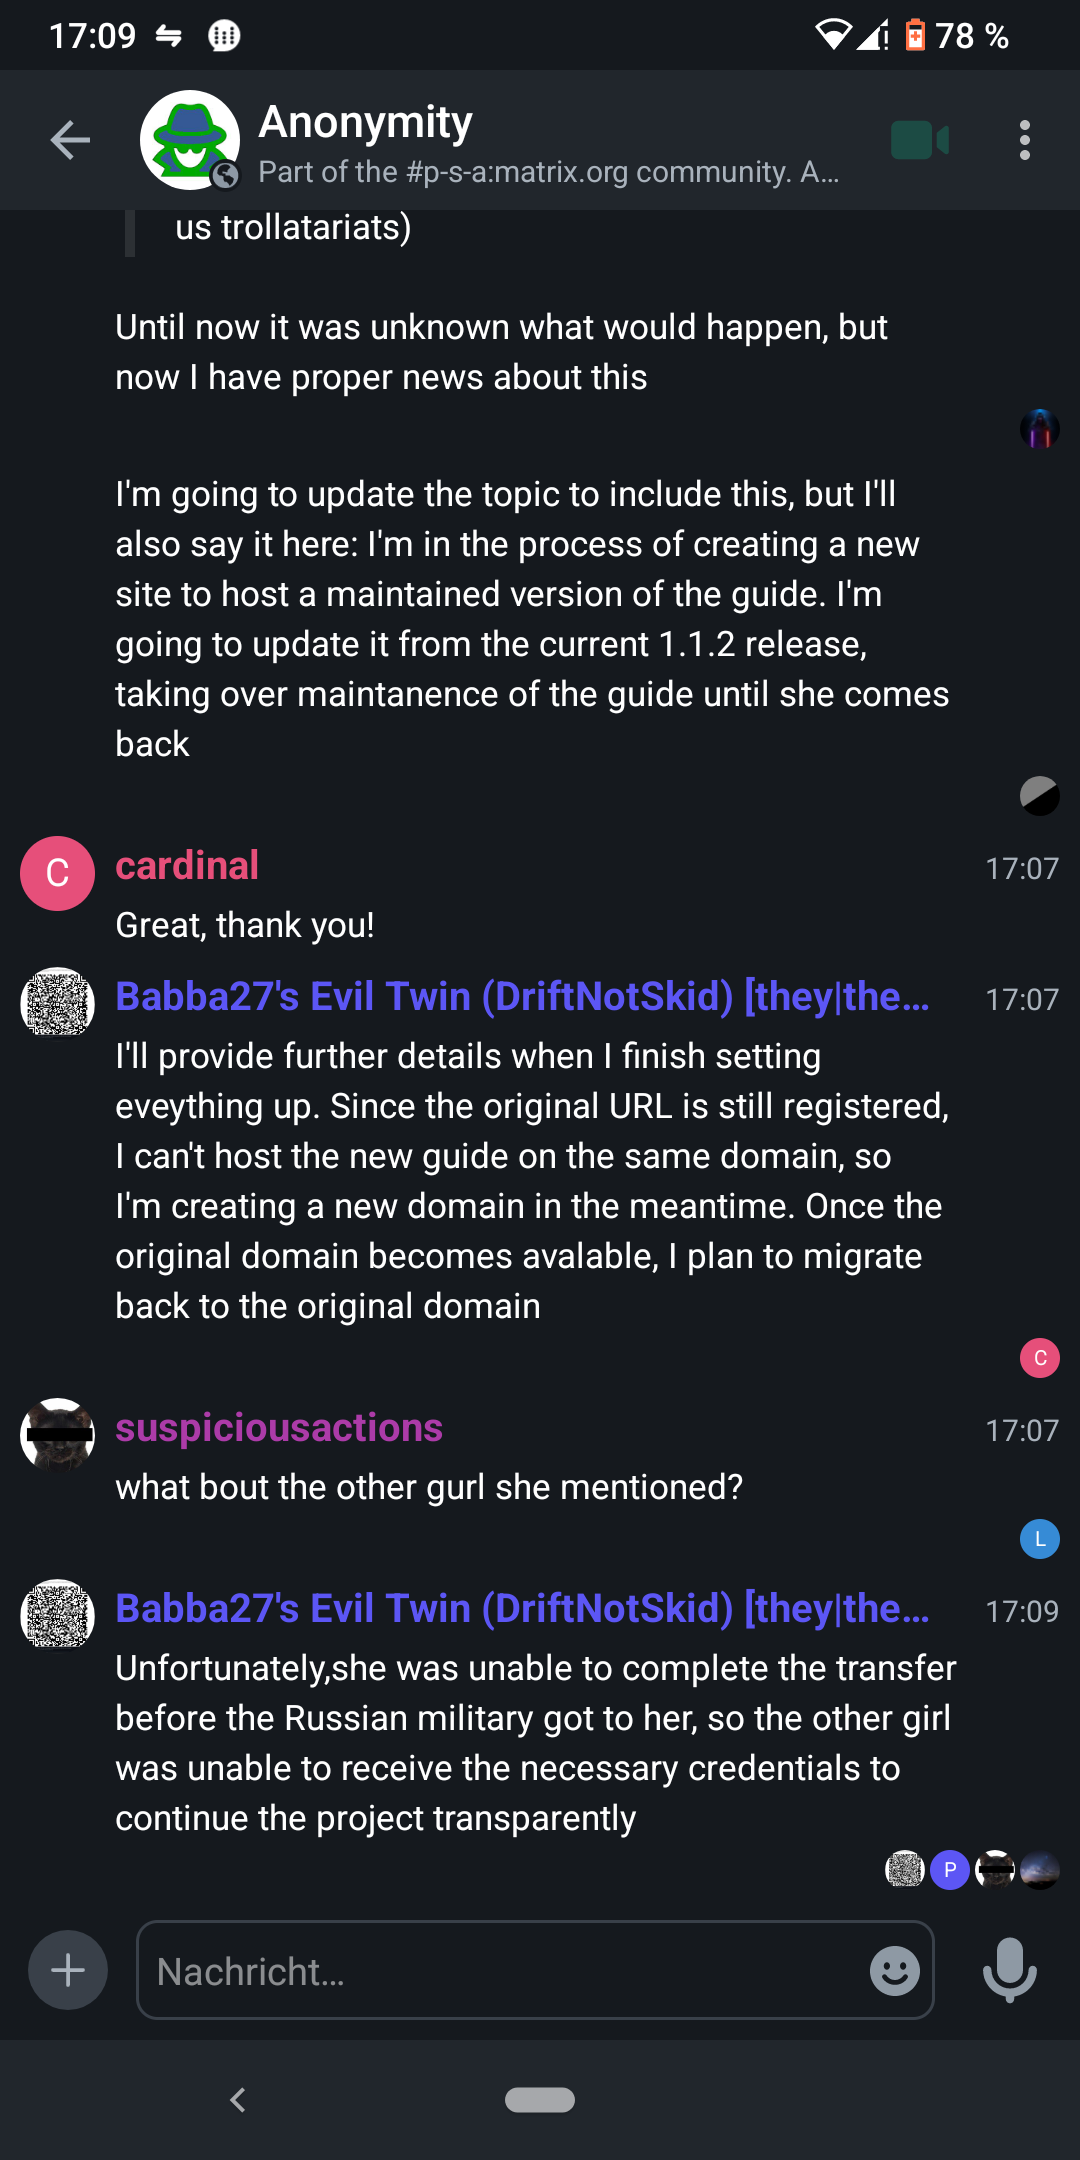 17:09
78 %
Anonymity
Part of the #p-s-a:matrix.org community. A...
us trollatariats)
Until now it was unknown what would happen, but
now I have proper news about this
I'm going to update the topic to include this, but I'll
also say it here: I'm in the process of creating a new
site to host a maintained version of the guide. I'm
going to update it from the current 1.1.2 release,
taking over maintanence of the guide until she comes
back
C
cardinal
17:07
Great, thank you!
Babba27's Evil Twin (DriftNotSkid) [they|the...
17:07
I'll provide further details when I finish setting
eveything up. Since the original URL is still registered,
I can't host the new guide on the same domain, so
I'm creating a new domain in the meantime. Once the
original domain becomes avalable, I plan to migrate
back to the original domain
C
suspiciousactions
17:07
what bout the other gurl she mentioned?
L
Babba27's Evil Twin (DriftNotSkid) [they|the...
17:09
Unfortunately,she was unable to complete the transfer
before the Russian military got to her, so the other girl
was unable to receive the necessary credentials to
continue the project transparently
P
Nachricht...